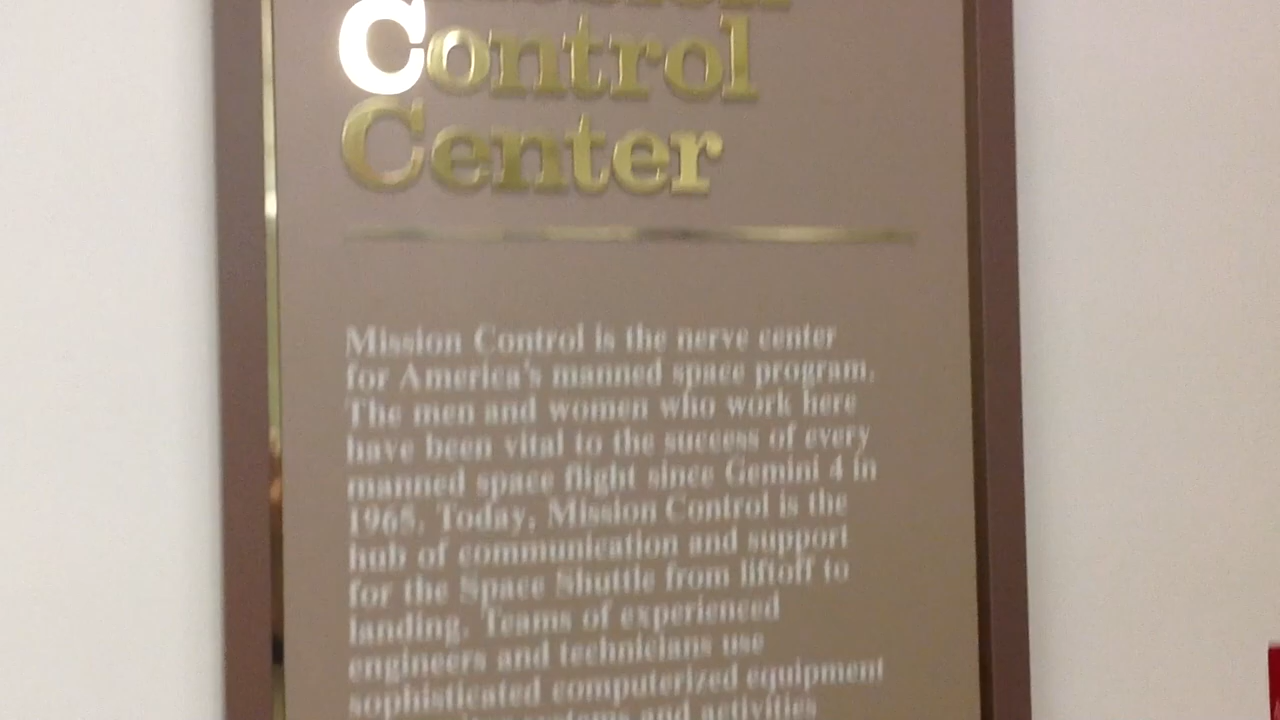 Control
Center
Mission Control is the nerve center
for America's manned space program.
The men and women who work here
have been vital to the success of every
manned space flight since Gemini 4 in
1965. Today, Mission Control is the
hub of communication and support
for the Space Shuttle from liftoff to
landing. Teams of experienced
engineers and technicians use
sophisticated computerized equipment
systems and activities